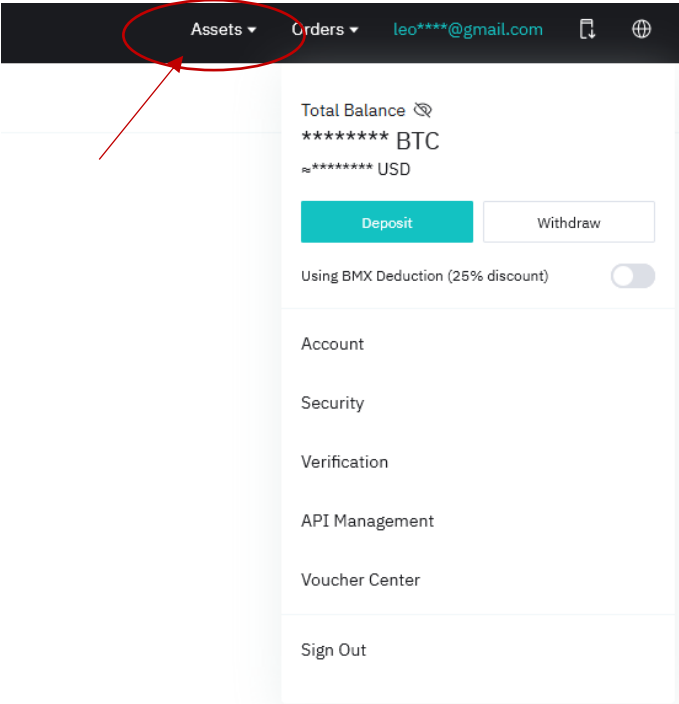 Assets Orders leo****@gmail.com
Total Balance
******** BTC
≈******** USD
Deposit Withdraw
Using BMX Deduction (25% discount)
Account
Security
Verification
API Management
Voucher Center
Sign Out